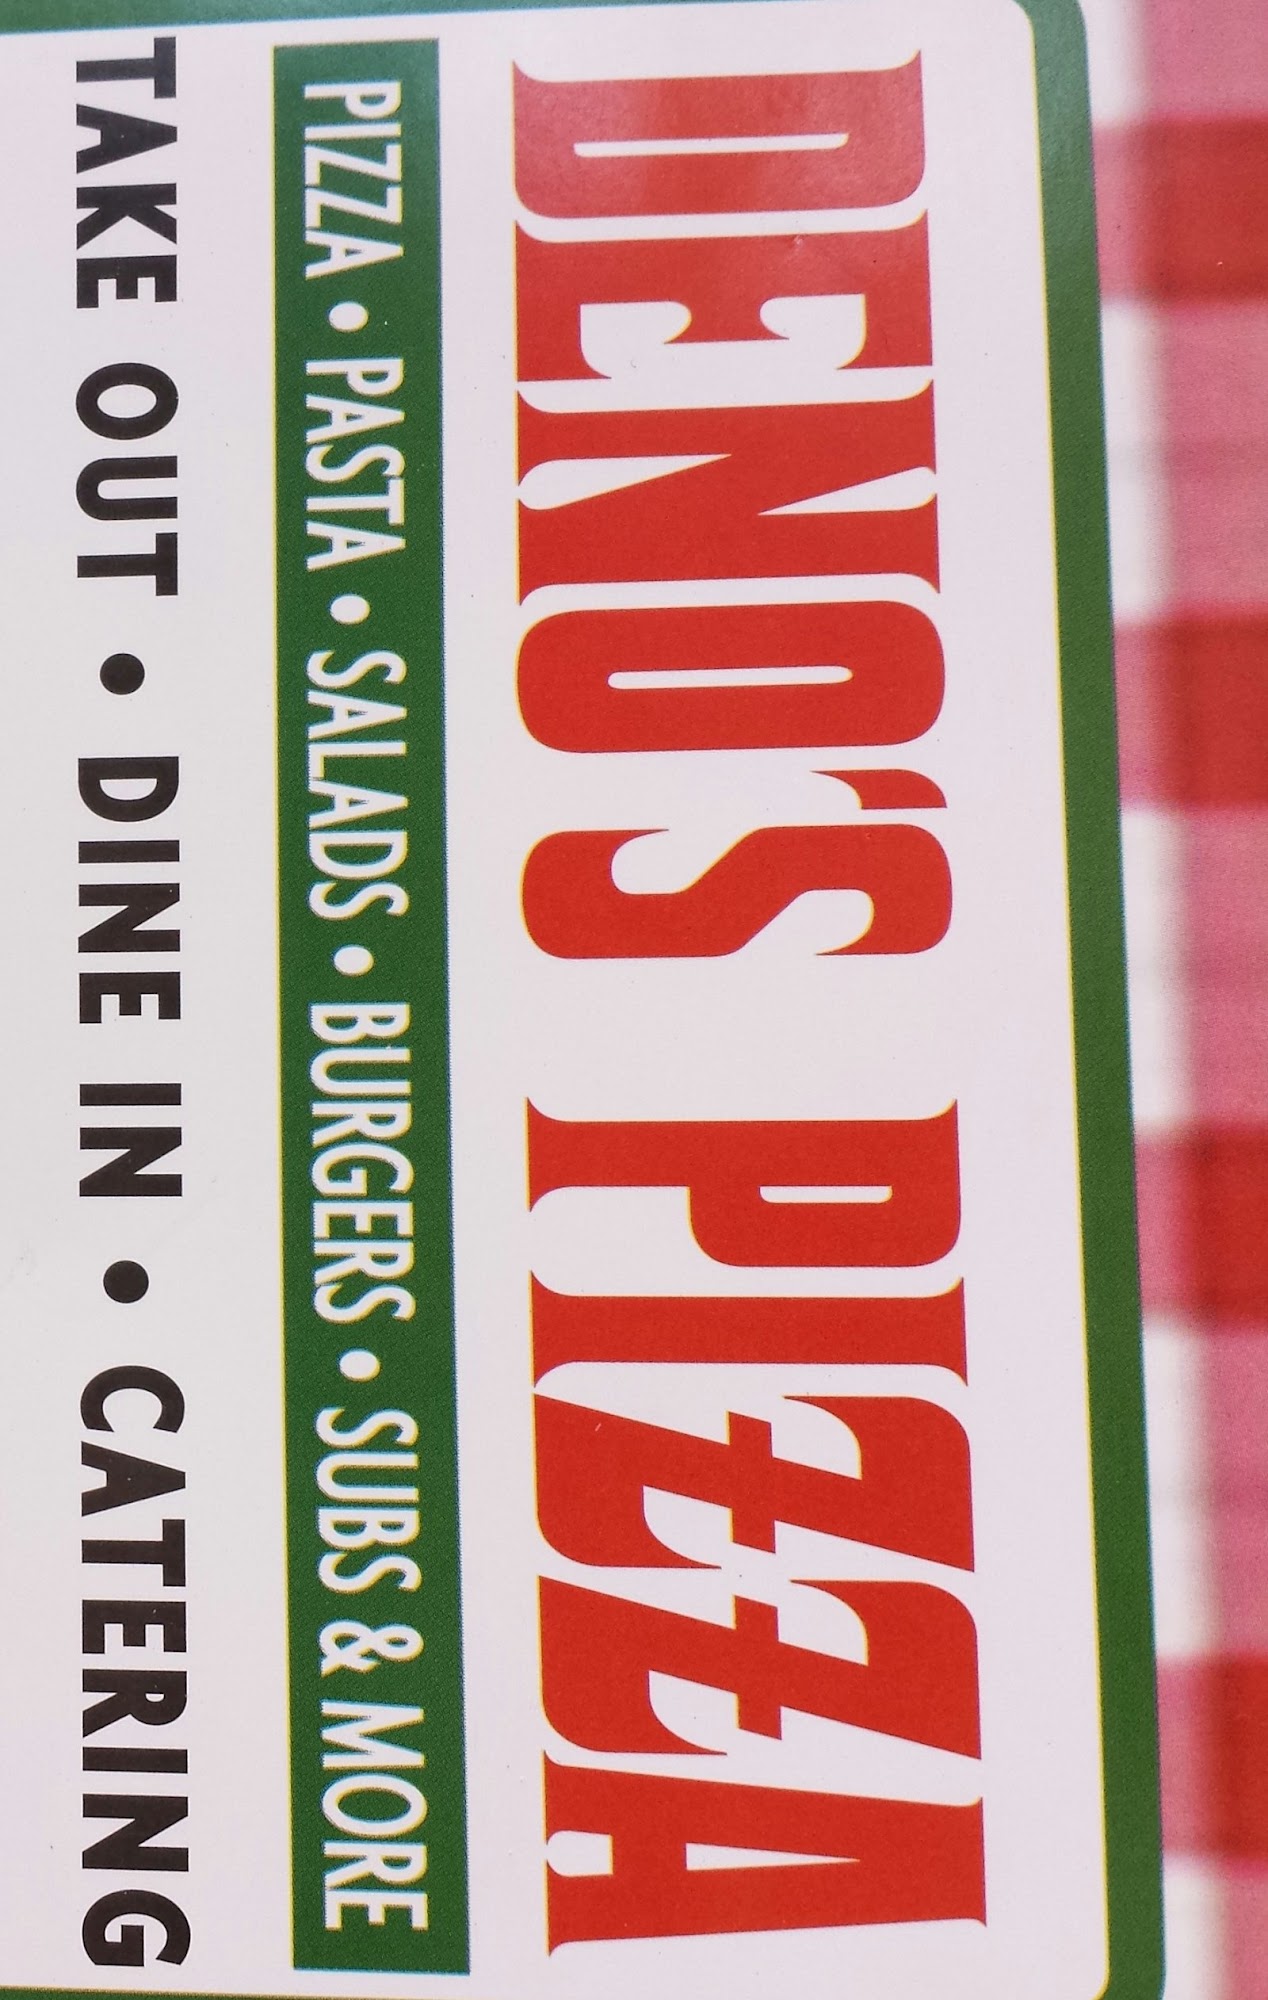 DENO'S PIZZA
PIZZA • PASTA • SALADS • BURGERS • SUBS & MORE
TAKE OUT • DINE IN • CATERING